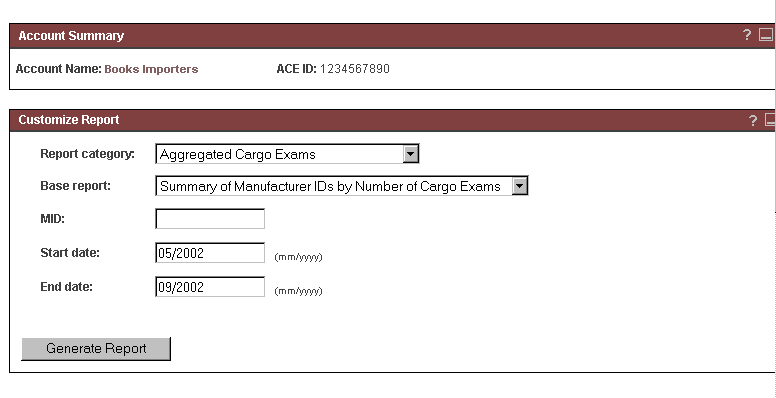 Account Summary ?
Account Name: Books Importers ACE ID: 1234567890
Customize Report ?
Report category: Aggregated Cargo Exams
Base report: Summary of Manufacturer IDs by Number of Cargo Exams
MID:
Start date: 05/2002 (mm/yyyy)
End date: 09/2002 (mm/yyyy)
Generate Report